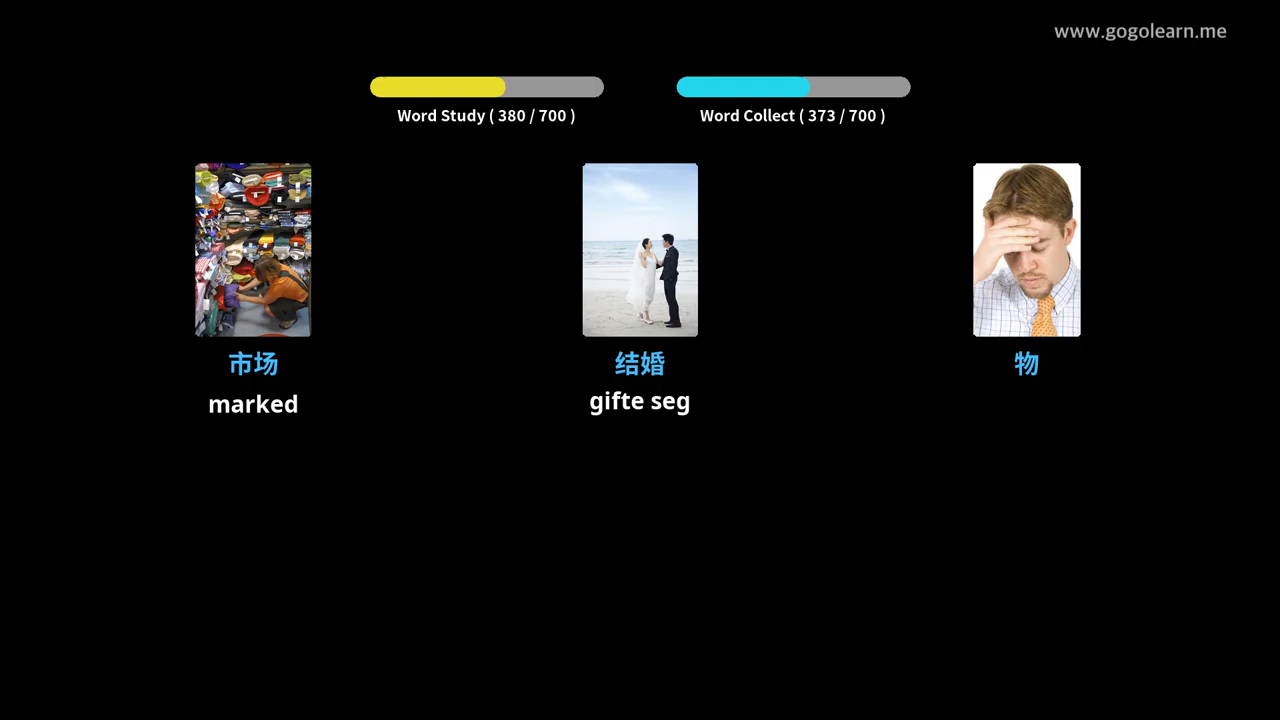 www.gogolearn.me
Word Study ( 380 / 700 )
Word Collect ( 373 / 700 )
市场
结婚
物
marked
gifte seg